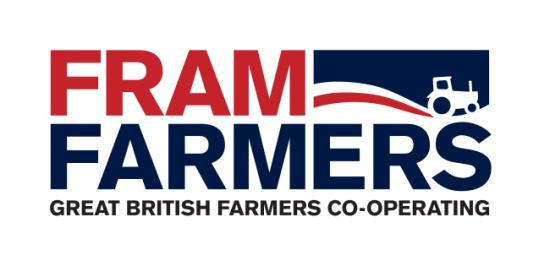 FRAM
FARMERS
GREAT BRITISH FARMERS CO-OPERATING